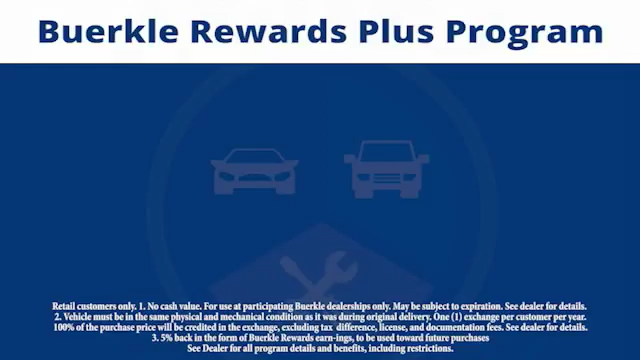 Buerkle Rewards Plus Program
Retail customers only. 1. No cash value. For use at participating Buerkle dealerships only. May be subject to expiration. See dealer for details.
2. Vehicle must be in the same physical and mechanical condition as it was during original delivery. One (1) exchange per customer per year.
100% of the purchase price will be credited in the exchange, excluding tax difference, license, and documentation fees. See dealer for details.
3. 5% back in the form of Buerkle Rewards earn-ings, to be used toward future purchases
See Dealer for all program details and benefits, including restrictions.